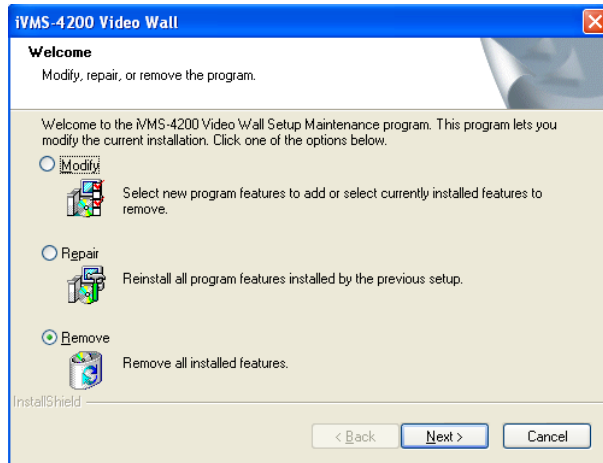 iVMS-4200 Video Wall
Welcome
Modify, repair, or remove the program.
Welcome to the iVMS-4200 Video Wall Setup Maintenance program. This program lets you
modify the current installation. Click one of the options below.
Modify
Select new program features to add or select currently installed features to
remove.
Repair
Reinstall all program features installed by the previous setup.
Remove
Remove all installed features.
InstallShield
< Back Next > Cancel